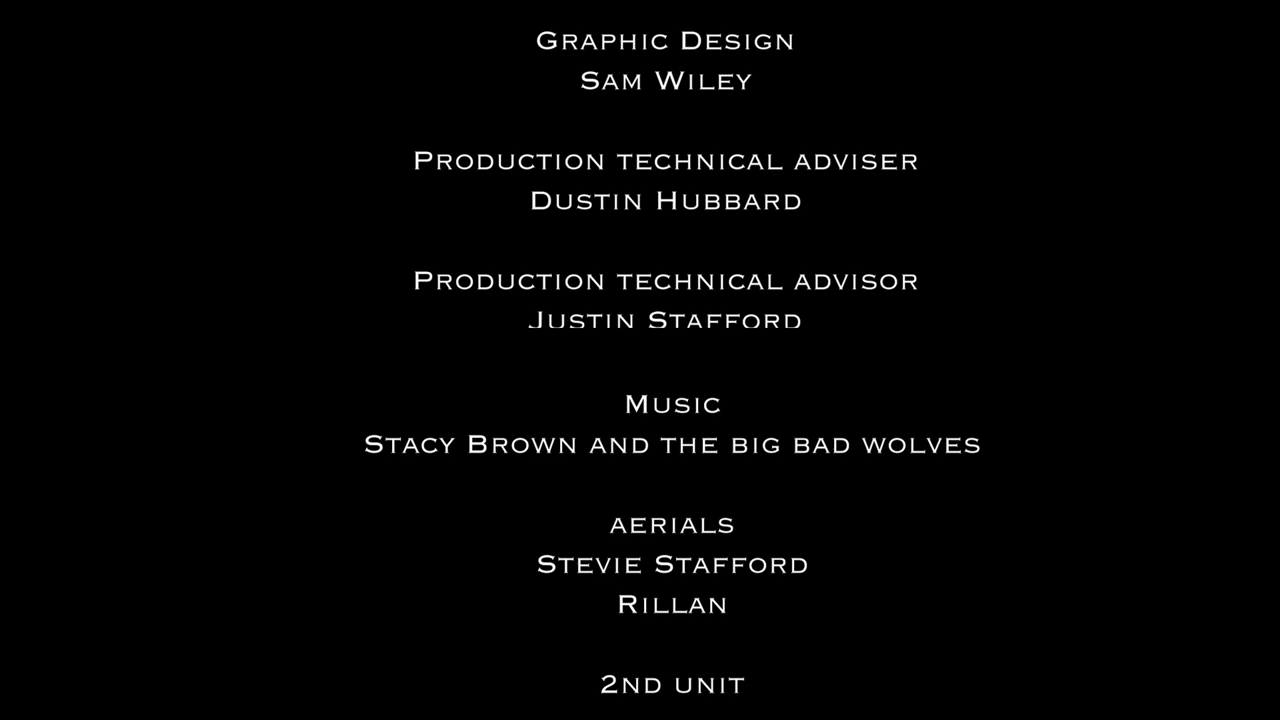 Graphic Design
Sam Wiley
Production technical adviser
Dustin Hubbard
Production technical advisor
Justin Stafford
Music
Stacy Brown and the big bad wolves
aerials
Stevie Stafford
Rillan
2nd unit